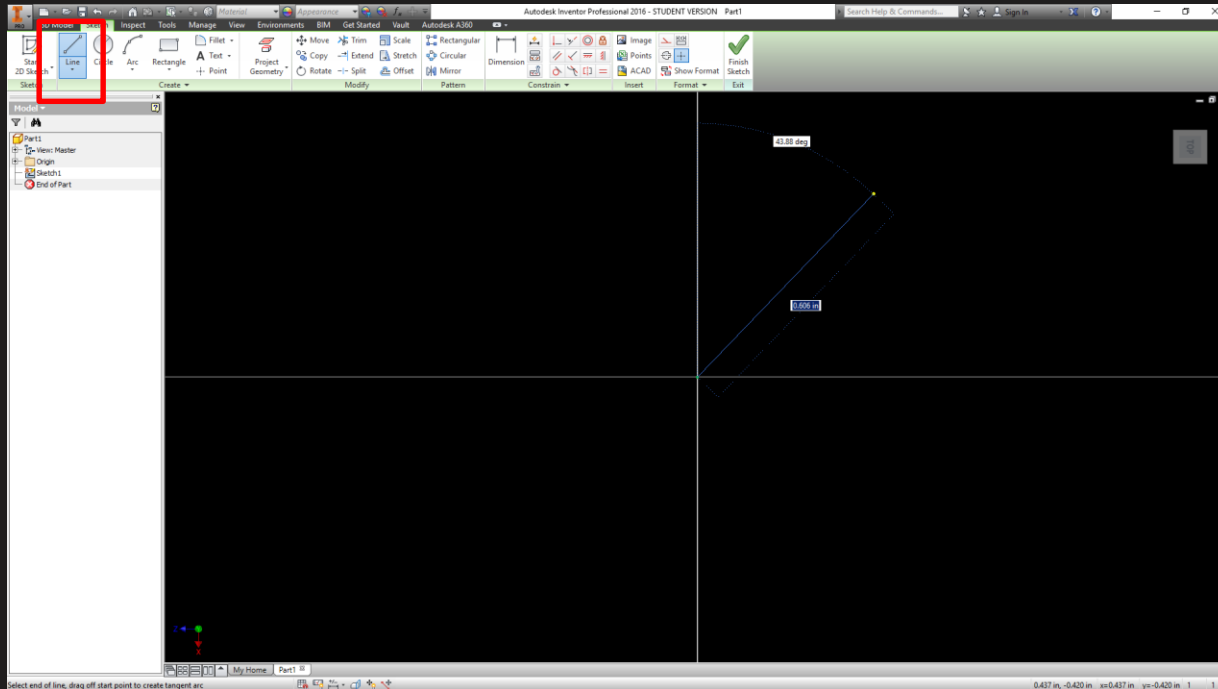 PRO Material Appearance fx Autodesk Inventor Professional 2016 - STUDENT VERSION Part1 Search Help & Commands... Sign In
3D Model Inspect Tools Manage View Environments BIM Get Started Vault Autodesk A360
Start 2D Sketch
Line
Circle
Arc
Rectangle
Fillet
Text
Point
Project Geometry
Move Trim Scale
Copy Extend Stretch
Rotate Split Offset
Rectangular
Circular
Mirror
Dimension
Image
Points
ACAD
Show Format
Finish Sketch
Sketch Create Modify Pattern Constrain Insert Format Exit
Model
Part1
View: Master
Origin
Sketch1
End of Part
43.88 deg
0.606 in
TOP
Z
X
My Home Part1
Select end of line, drag off start point to create tangent arc
0.437 in, -0.420 in x=0.437 in y=-0.420 in 1 1